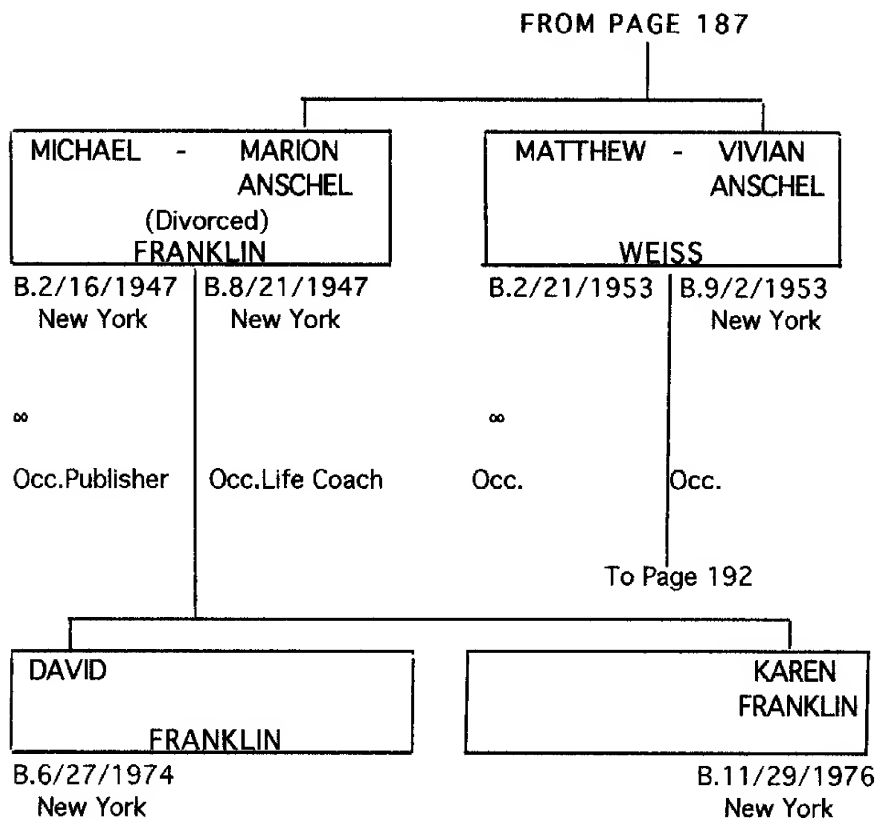 FROM PAGE 187
MICHAEL - MARION
ANSCHEL
(Divorced)
FRANKLIN
B.2/16/1947 B.8/21/1947
New York New York
∞
Occ.Publisher Occ.Life Coach
MATTHEW - VIVIAN
ANSCHEL
WEISS
B.2/21/1953 B.9/2/1953
New York
∞
Occ. Occ.
To Page 192
DAVID
FRANKLIN
B.6/27/1974
New York
KAREN
FRANKLIN
B.11/29/1976
New York